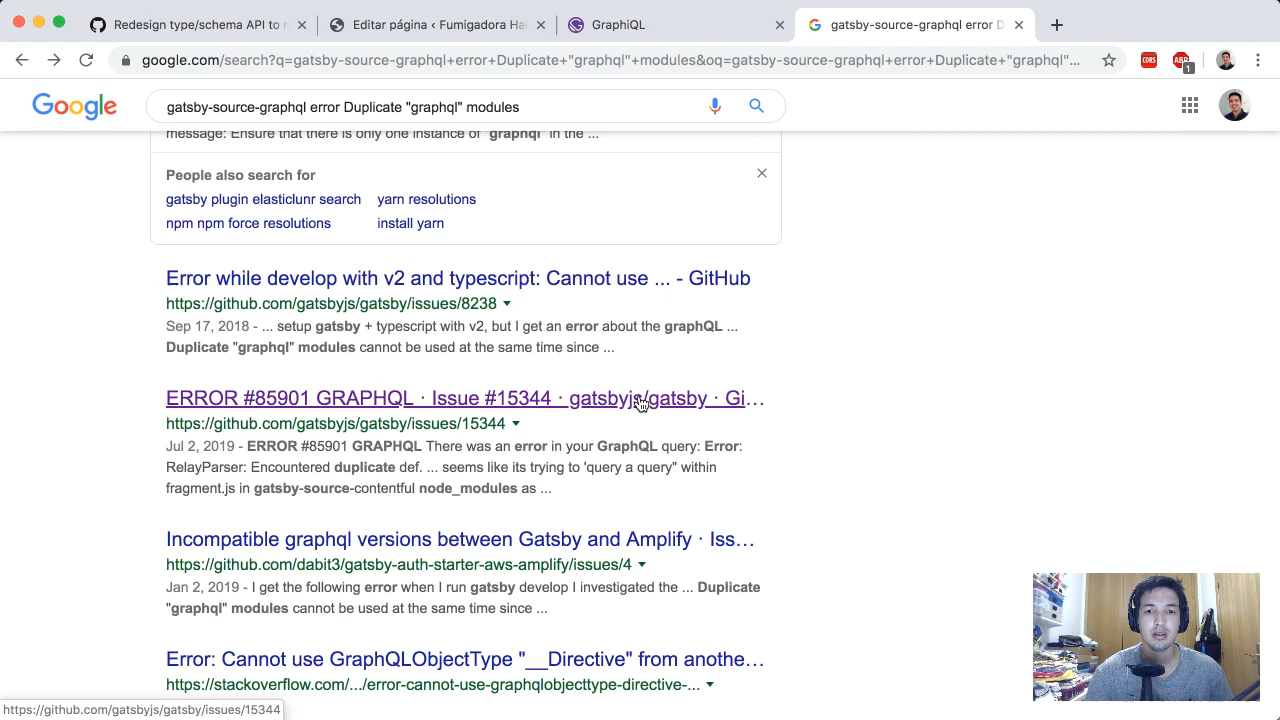 Redesign type/schema API to r
Editar página ‹ Fumigadora Ha
GraphiQL
gatsby-source-graphql error D
google.com/search?q=gatsby-source-graphql+error+Duplicate+"graphql"+modules&oq=gatsby-source-graphql+error+Duplicate+"graphql"...
CORS
ABP
1
Google
gatsby-source-graphql error Duplicate "graphql" modules
message: Ensure that there is only one instance of "graphql" in the ...
People also search for
gatsby plugin elasticlunr search
yarn resolutions
npm npm force resolutions
install yarn
Error while develop with v2 and typescript: Cannot use ... - GitHub
https://github.com/gatsbyjs/gatsby/issues/8238
Sep 17, 2018 - ... setup gatsby + typescript with v2, but I get an error about the graphQL ...
Duplicate "graphql" modules cannot be used at the same time since ...
ERROR #85901 GRAPHQL · Issue #15344 · gatsbyjs/gatsby · Gi...
https://github.com/gatsbyjs/gatsby/issues/15344
Jul 2, 2019 - ERROR #85901 GRAPHQL There was an error in your GraphQL query: Error:
RelayParser: Encountered duplicate def. ... seems like its trying to 'query a query" within
fragment.js in gatsby-source-contentful node_modules as ...
Incompatible graphql versions between Gatsby and Amplify · Iss...
https://github.com/dabit3/gatsby-auth-starter-aws-amplify/issues/4
Jan 2, 2019 - I get the following error when I run gatsby develop I investigated the ... Duplicate
"graphql" modules cannot be used at the same time since ...
Error: Cannot use GraphQLObjectType "__Directive" from anothe...
https://stackoverflow.com/.../error-cannot-use-graphqlobjecttype-directive-...
https://github.com/gatsbyjs/gatsby/issues/15344